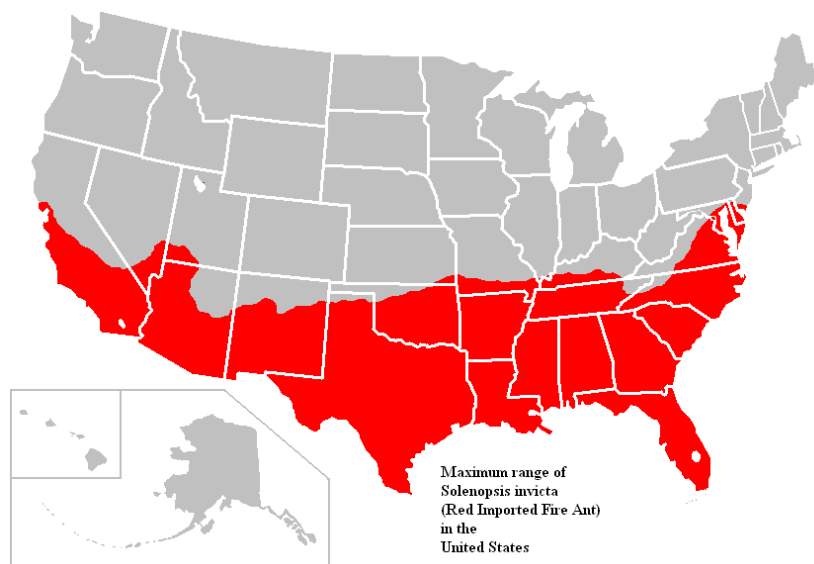 Maximum range of
Solenopsis invicta
(Red Imported Fire Ant)
in the
United States